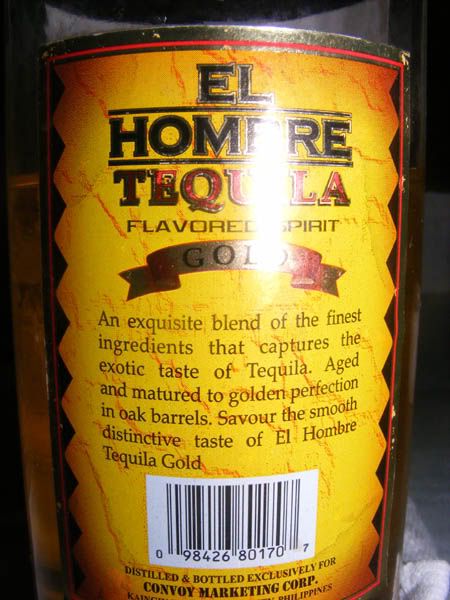 EL
HOMBRE
TEQUILA
FLAVORED SPIRIT
GOLD
An exquisite blend of the finest
ingredients that captures the
exotic taste of Tequila. Aged
and matured to golden perfection
in oak barrels. Savour the smooth
distinctive taste of El Hombre
Tequila Gold
0 98426 80170 7
DISTILLED & BOTTLED EXCLUSIVELY FOR
CONVOY MARKETING CORP.
PHILIPPINES